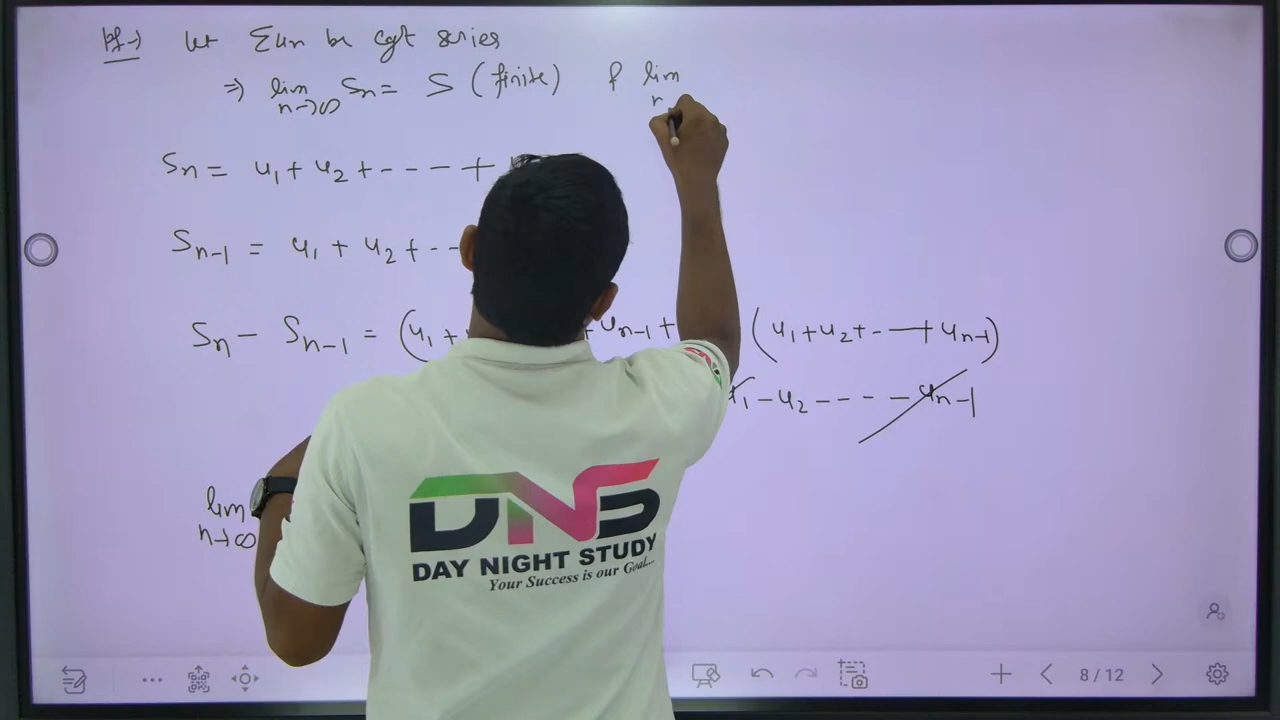 Pf→ let Σun be cgt series
⇒ lim n→∞ Sn = S (finite) & lim n
Sn = u1 + u2 + - - - - +
Sn-1 = u1 + u2 + - -
Sn - Sn-1 = (u1 + un-1 + (u1+u2+- — + un-1)
u1 - u2 - - - - - un-1
lim n→∞
DNS
DAY NIGHT STUDY
Your Success is our Goal...
8/12